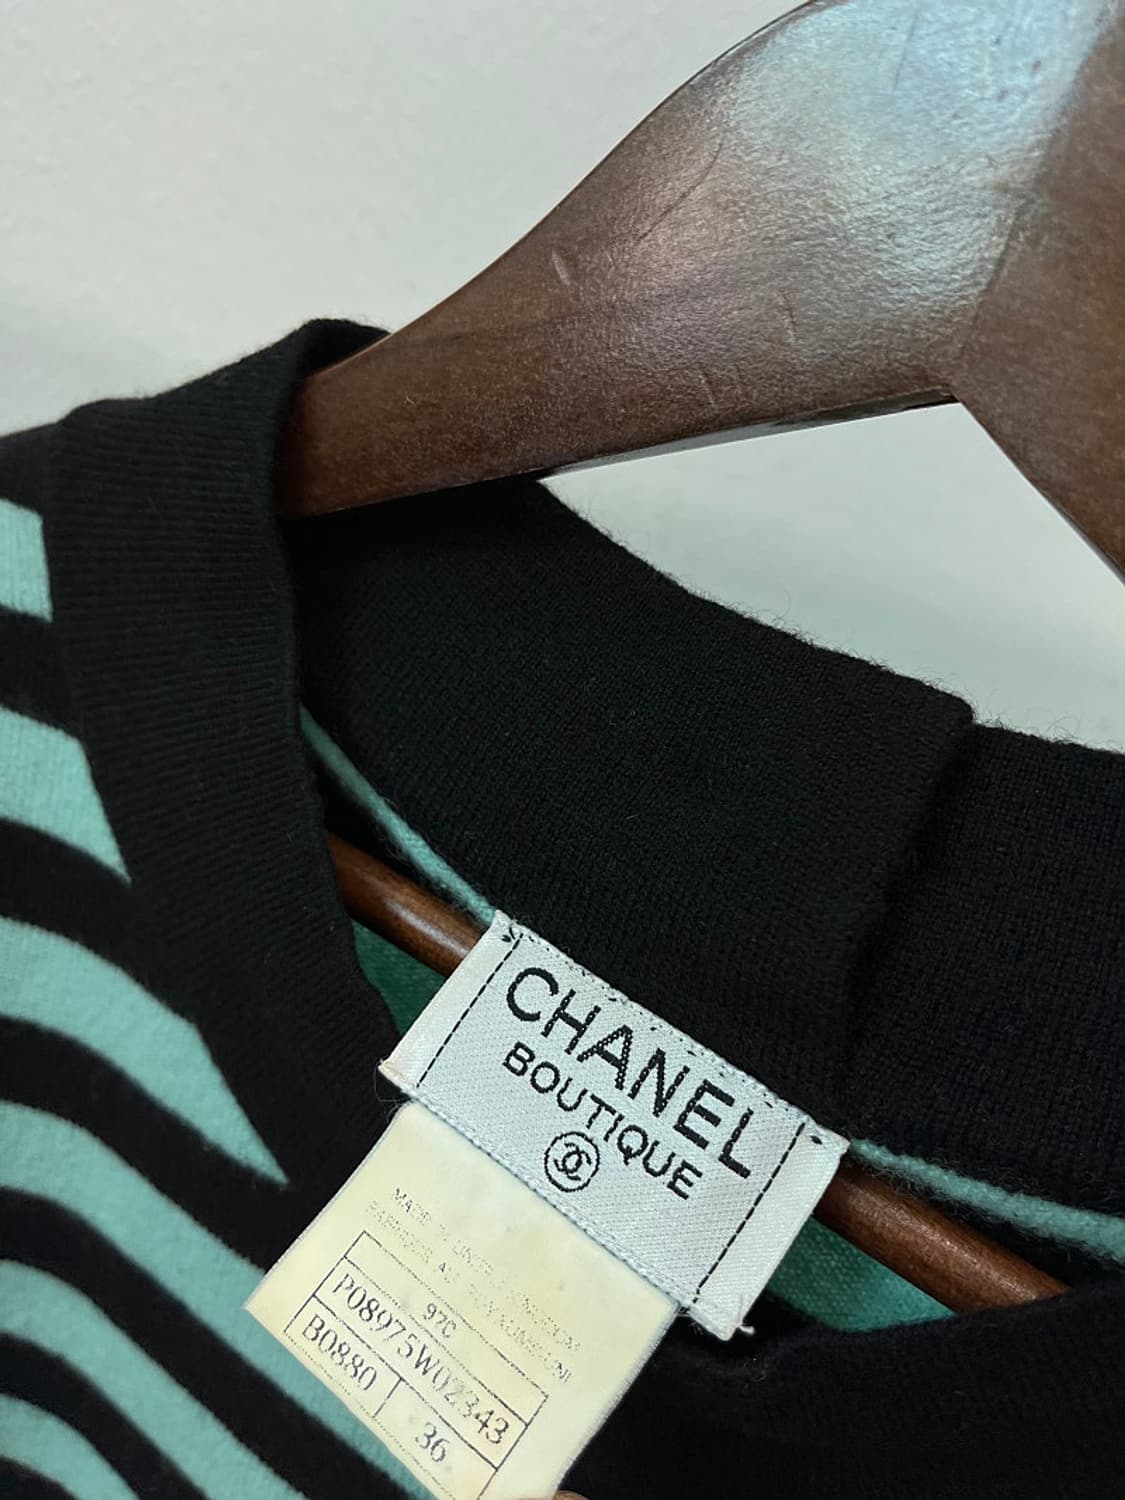 CHANEL
BOUTIQUE
MADE IN UNITED KINGDOM
FABRIQUE AU ROYAUME UNI
97C
P08975W02343
B0880
36